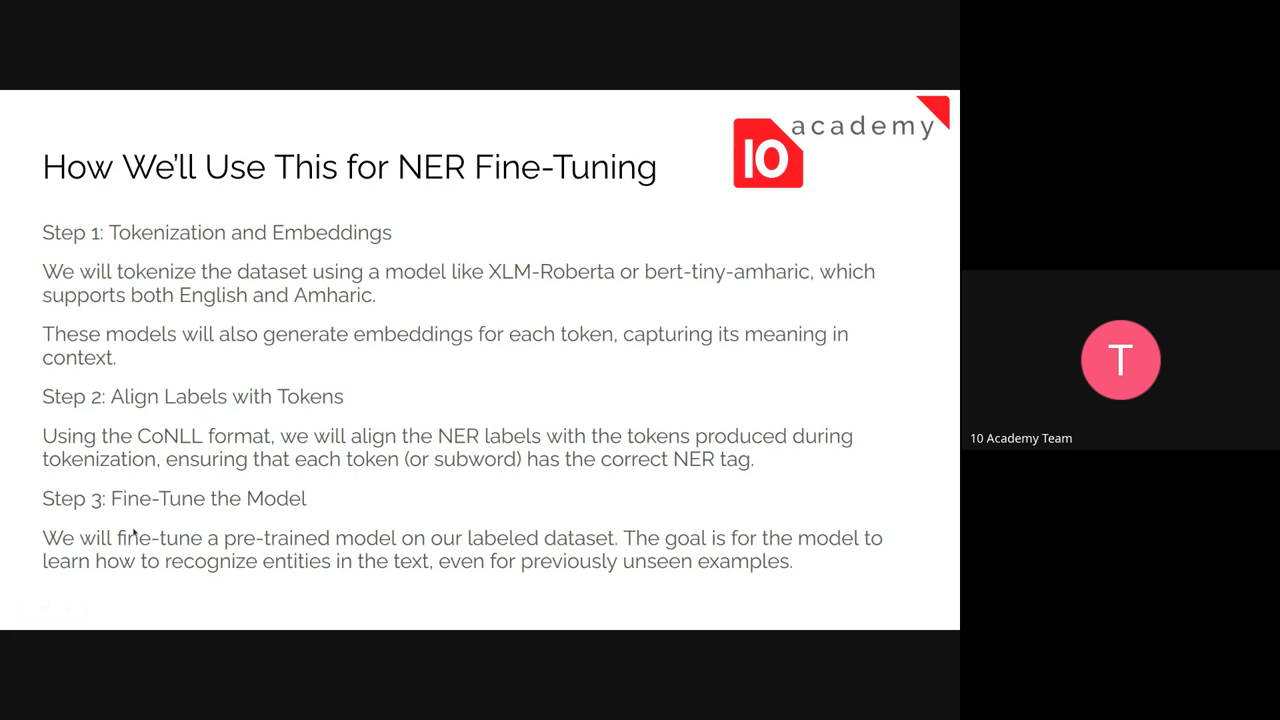 10 academy
How We’ll Use This for NER Fine-Tuning
Step 1: Tokenization and Embeddings
We will tokenize the dataset using a model like XLM-Roberta or bert-tiny-amharic, which
supports both English and Amharic.
These models will also generate embeddings for each token, capturing its meaning in
context.
Step 2: Align Labels with Tokens
Using the CoNLL format, we will align the NER labels with the tokens produced during
tokenization, ensuring that each token (or subword) has the correct NER tag.
Step 3: Fine-Tune the Model
We will fine-tune a pre-trained model on our labeled dataset. The goal is for the model to
learn how to recognize entities in the text, even for previously unseen examples.
T
10 Academy Team